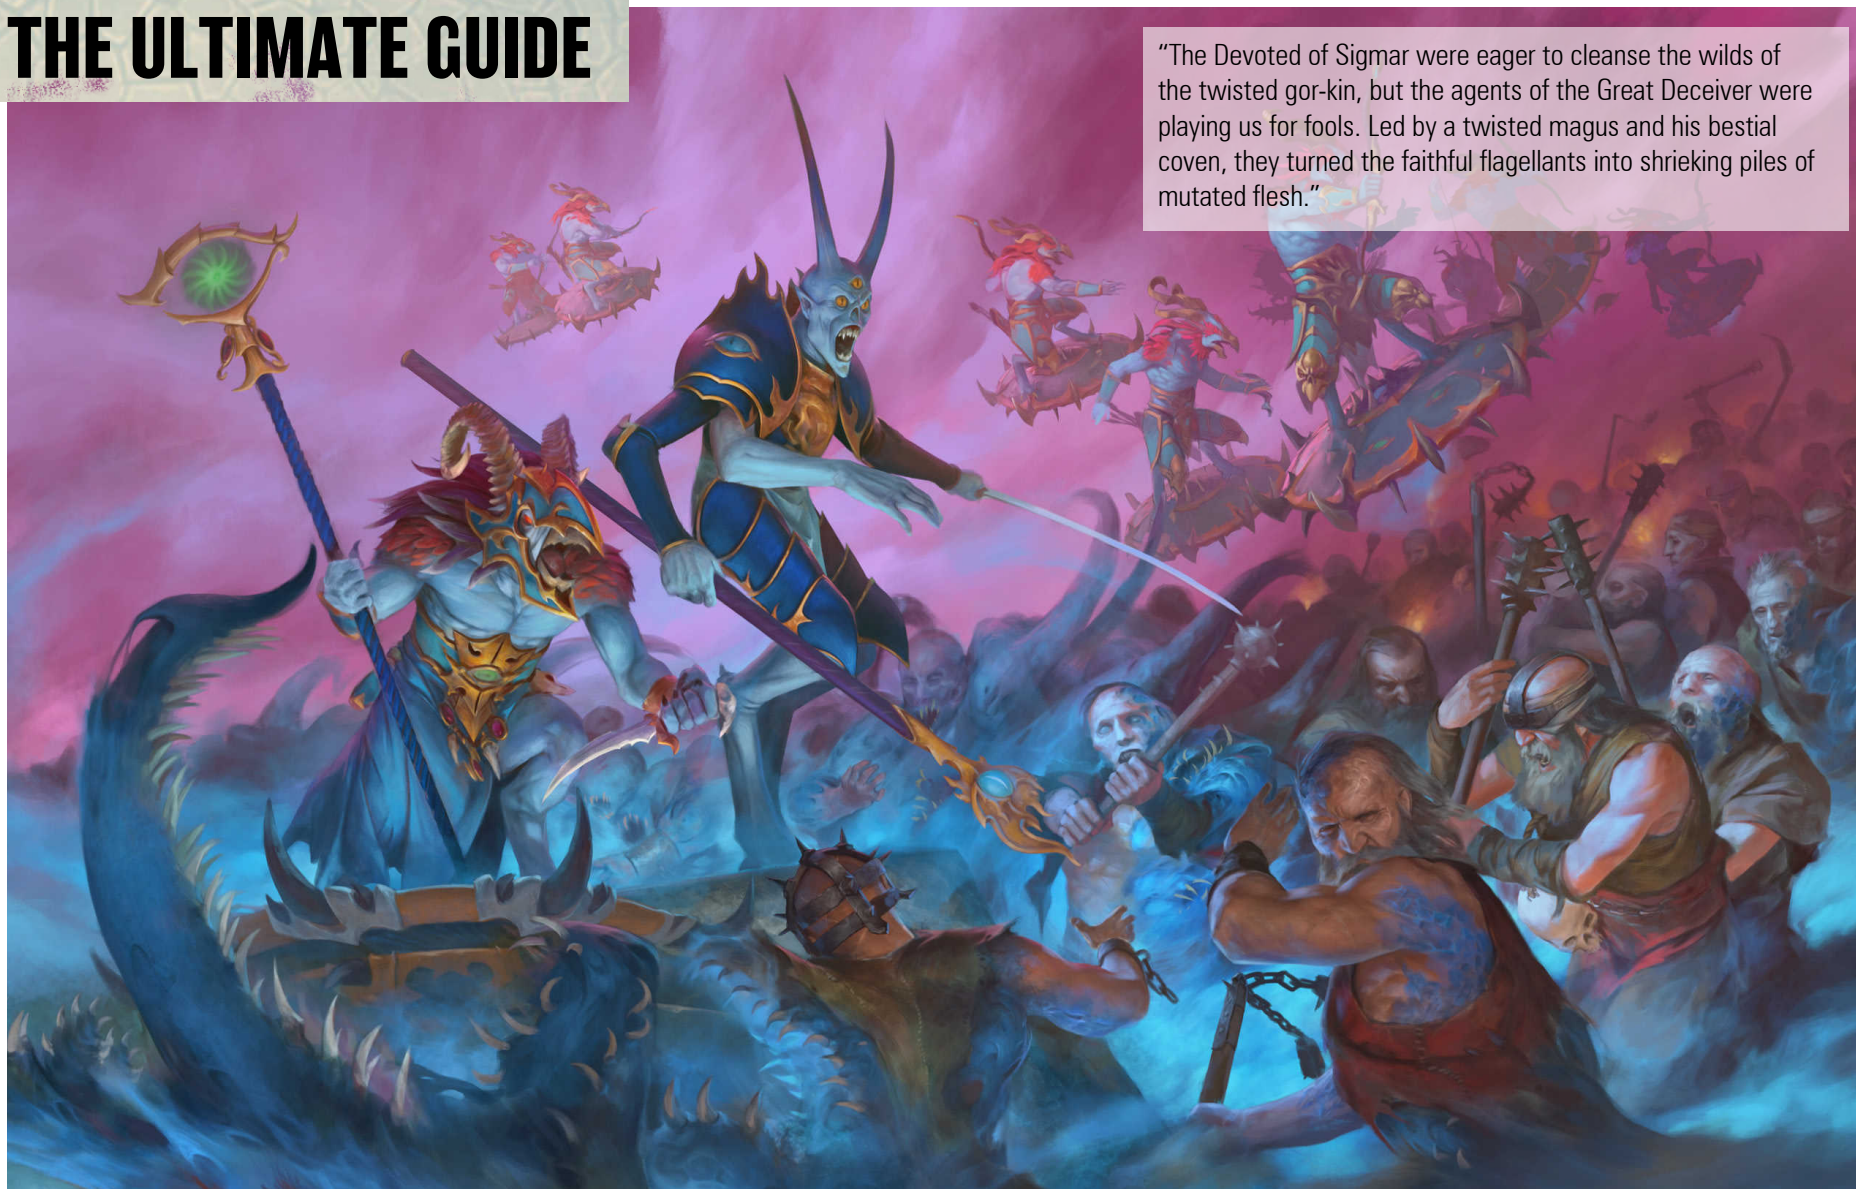 THE ULTIMATE GUIDE
“The Devoted of Sigmar were eager to cleanse the wilds of
the twisted gor-kin, but the agents of the Great Deceiver were
playing us for fools. Led by a twisted magus and his bestial
coven, they turned the faithful flagellants into shrieking piles of
mutated flesh.”